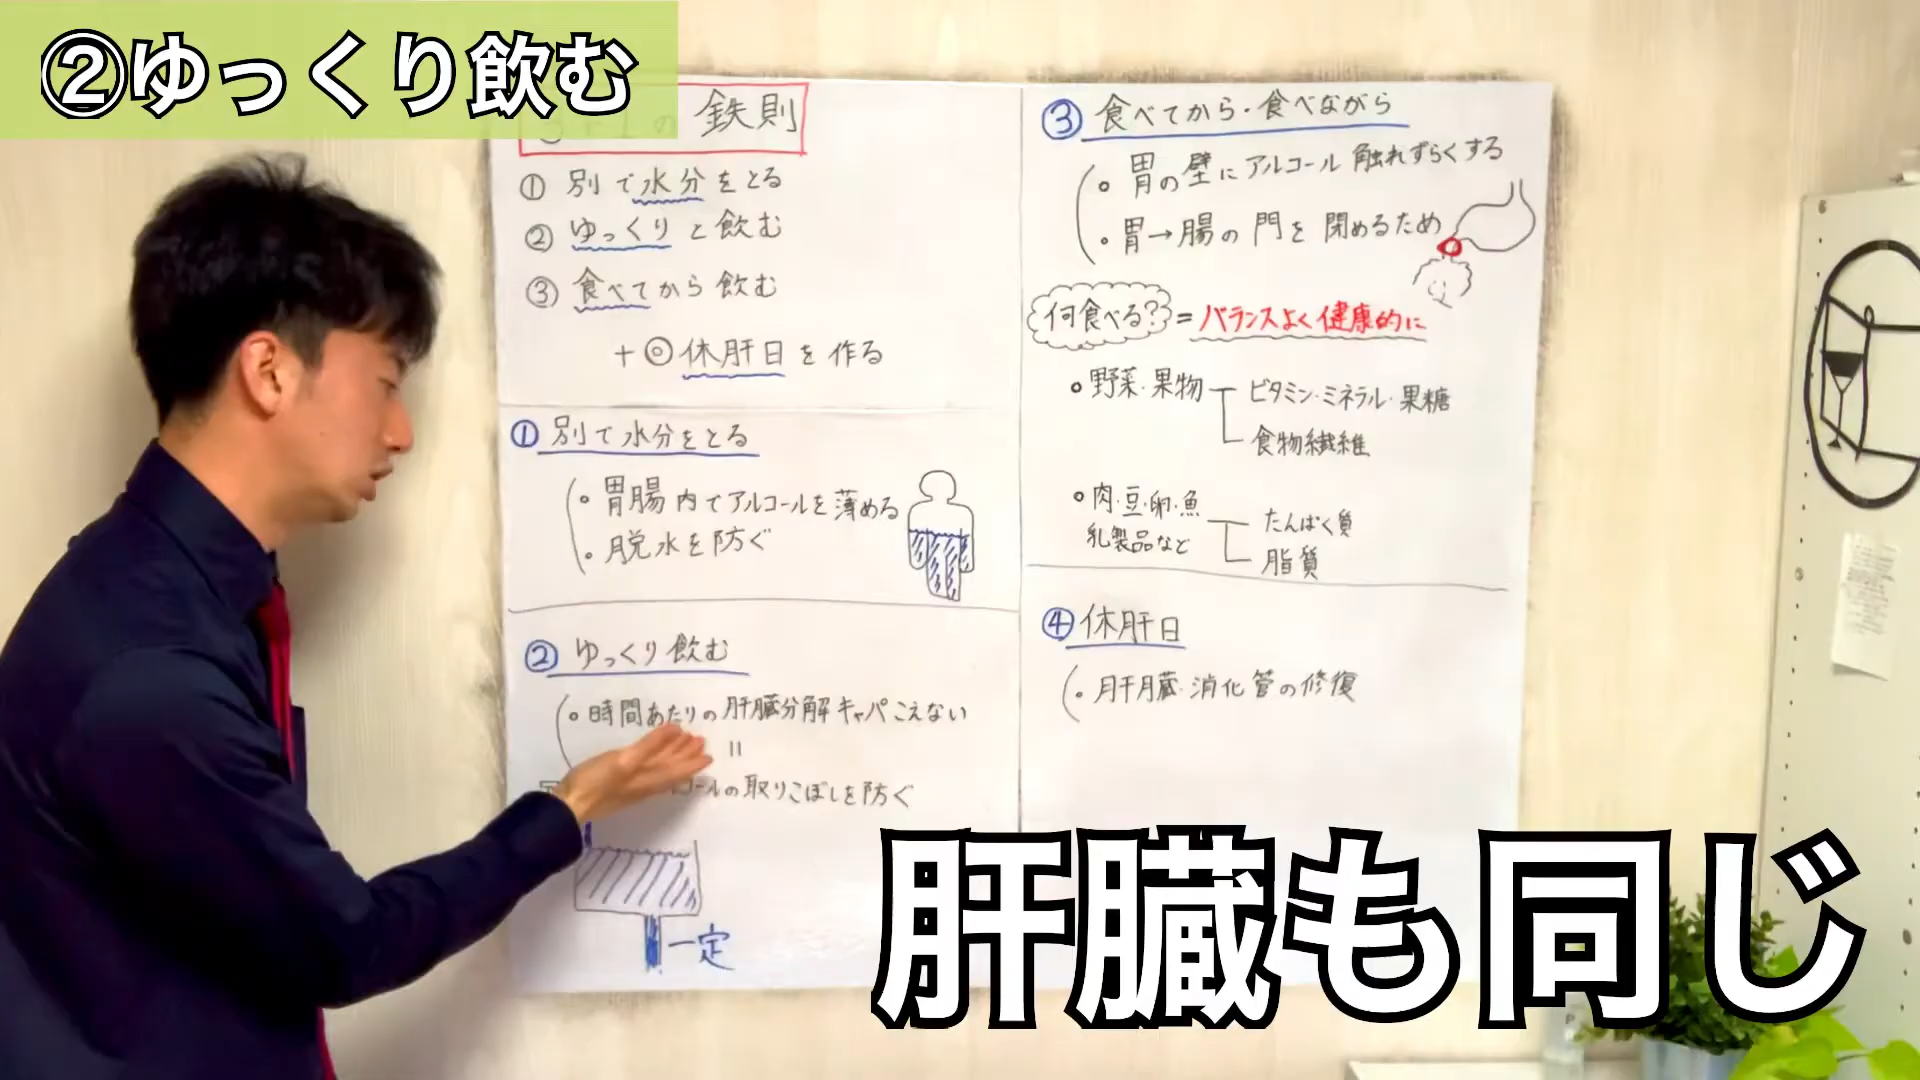 ②ゆっくり飲む
の 鉄則
① 別で水分をとる
② ゆっくりと飲む
③ 食べてから飲む
+◎休肝日を作る
① 別で水分をとる
・胃腸内でアルコールを薄める
・脱水を防ぐ
② ゆっくり飲む
・時間あたりの肝臓分解キャパこえない
=
コールの取りこぼしを防ぐ
一定
③ 食べてから・食べながら
・胃の壁にアルコール触れずらくする
・胃→腸の門を閉めるため
何食べる? = バランスよく健康的に
・野菜・果物
ビタミン・ミネラル・果糖
食物繊維
・肉・豆・卵・魚
乳製品など
たんぱく質
脂質
④ 休肝日
・肝臓・消化管の修復
肝臓も同じ